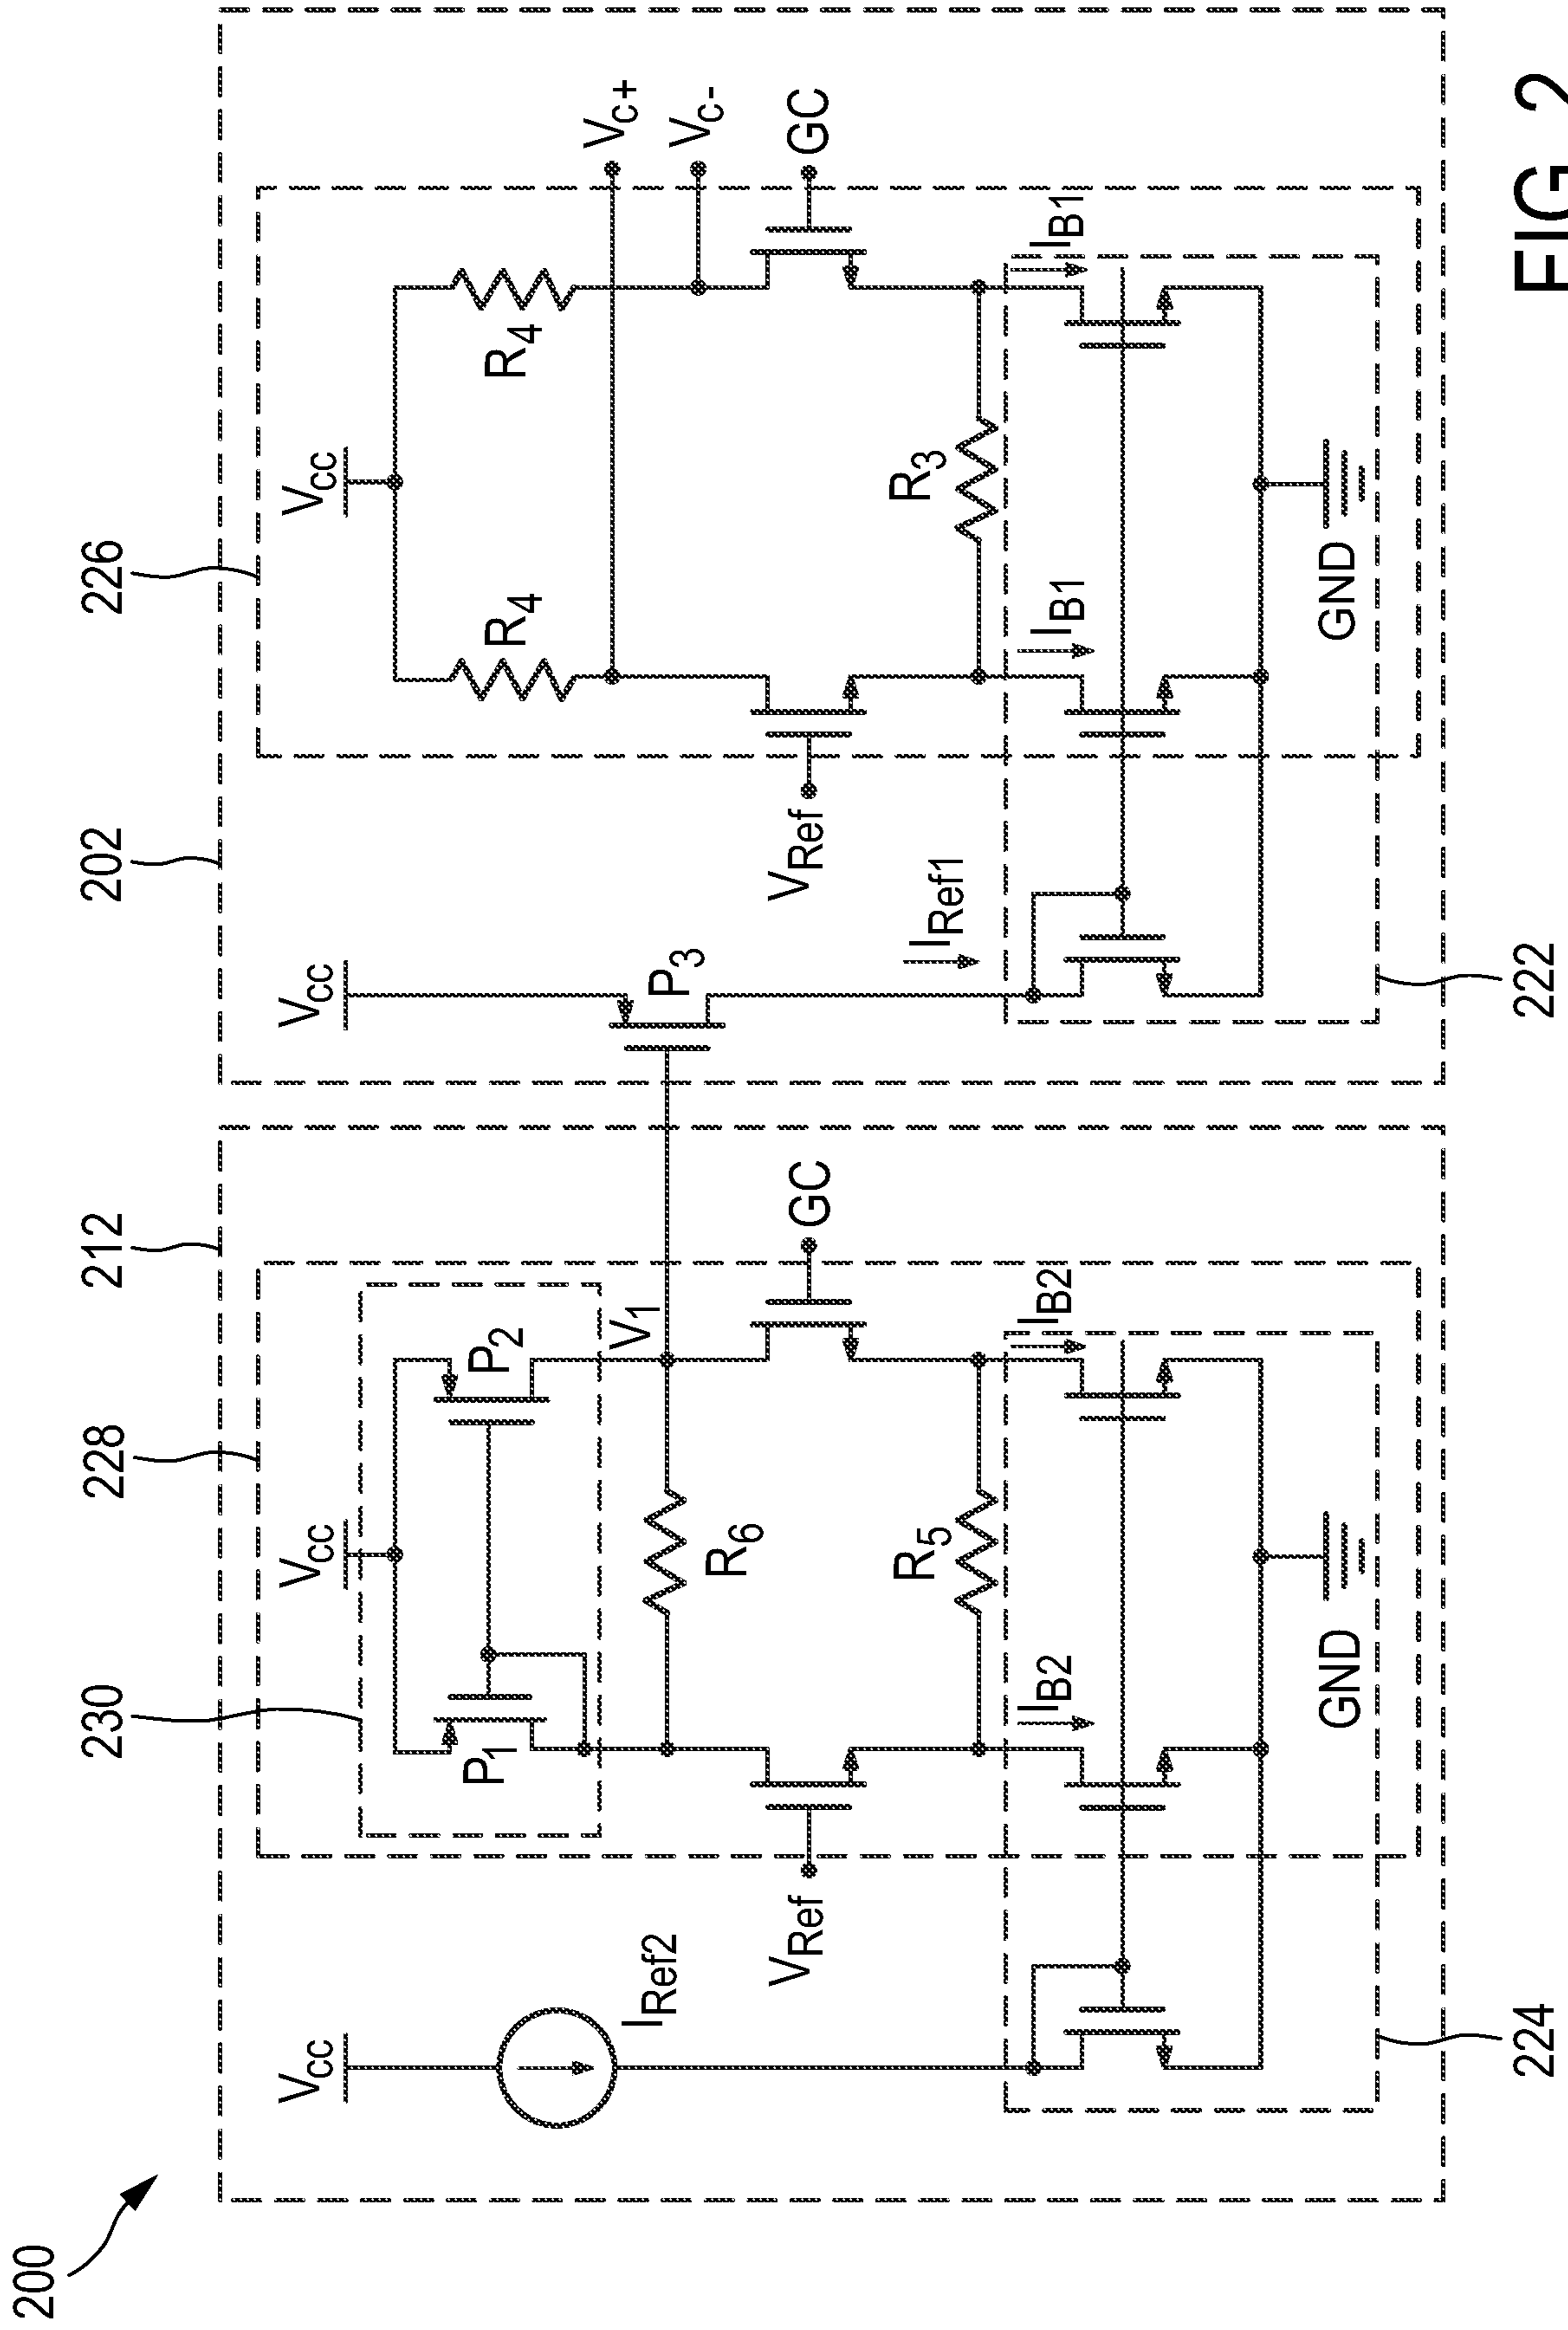 200
212
202
228
226
230
Vcc
Vcc
Vcc
Vcc
P1
P2
R4
R4
IRef2
V1
P3
Vc+
Vc-
R6
VRef
GC
VRef
GC
R5
R3
IRef1
IB2
IB2
IB1
IB1
GND
GND
224
222
FIG 2